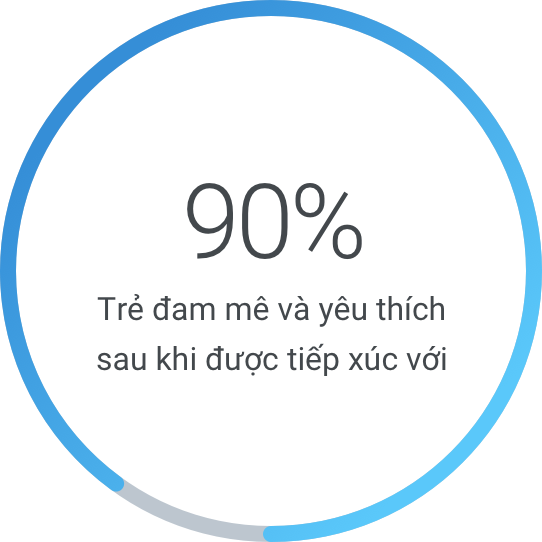 90%
Trẻ đam mê và yêu thích
sau khi được tiếp xúc với